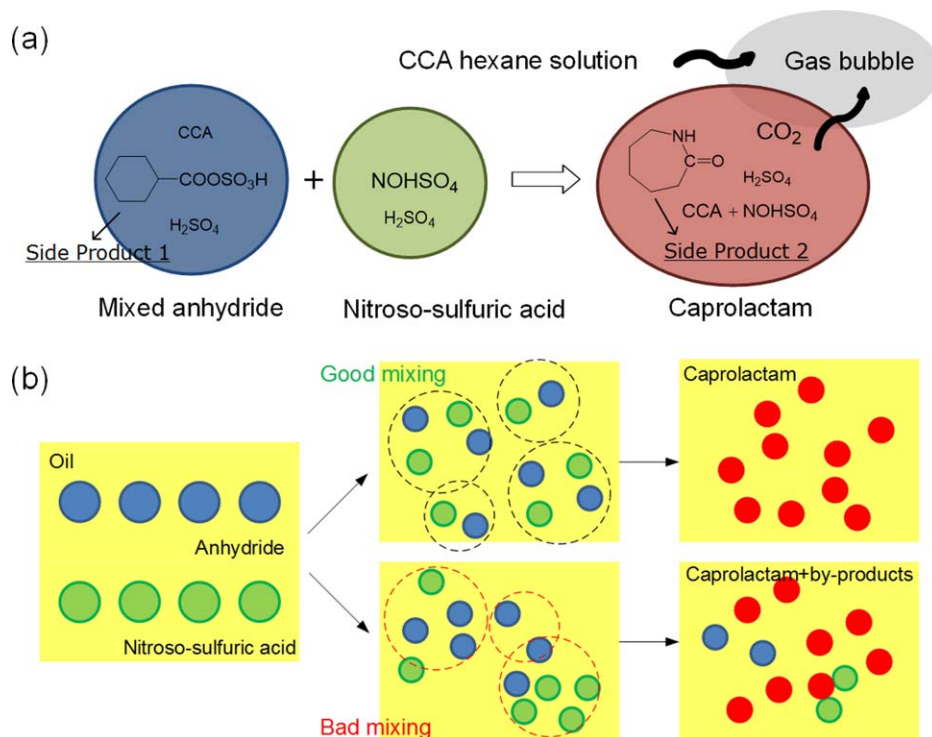 (a)
CCA hexane solution
Gas bubble
CCA
COOSO₃H
H₂SO₄
Side Product 1
Mixed anhydride
+
NOHSO₄
H₂SO₄
Nitroso-sulfuric acid
NH
O
CO₂
H₂SO₄
CCA + NOHSO₄
Side Product 2
Caprolactam
(b)
Oil
Anhydride
Nitroso-sulfuric acid
Good mixing
Caprolactam
Bad mixing
Caprolactam+by-products